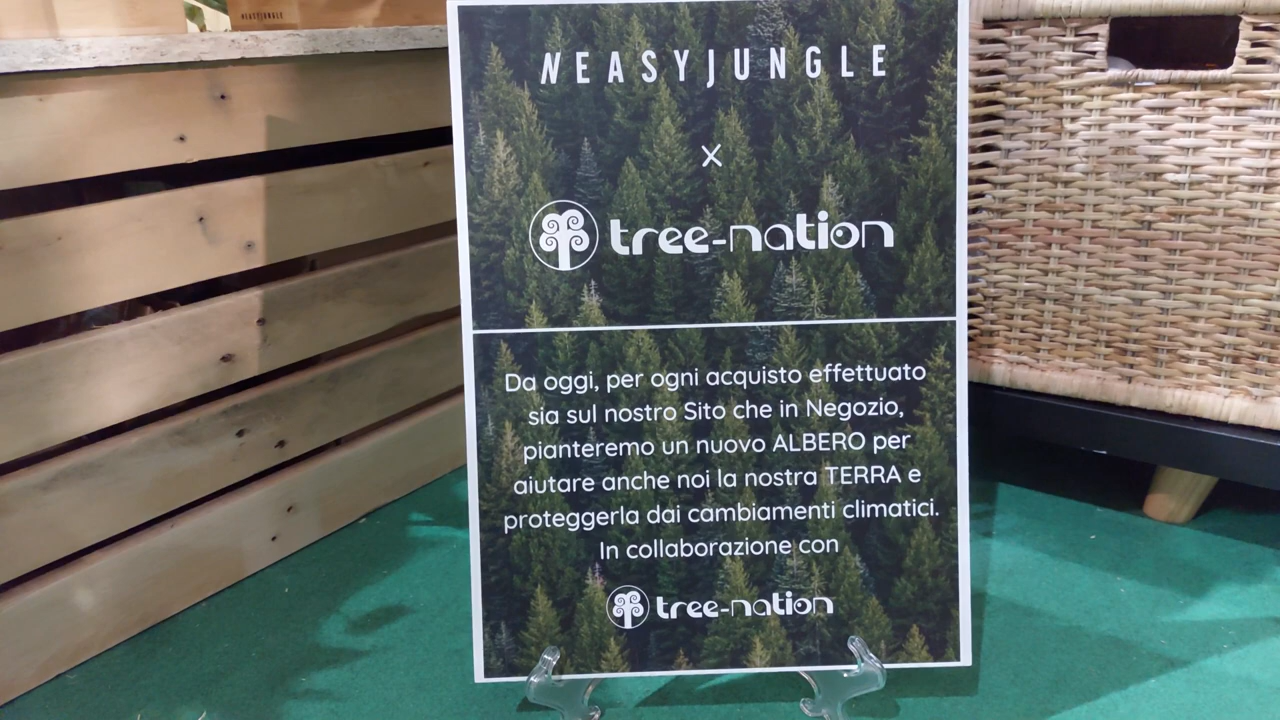 NEASYJUNGLE
NEASYJUNGLE
x
tree-nation
Da oggi, per ogni acquisto effettuato
sia sul nostro Sito che in Negozio,
pianteremo un nuovo ALBERO per
aiutare anche noi la nostra TERRA e
proteggerla dai cambiamenti climatici.
In collaborazione con
tree-nation